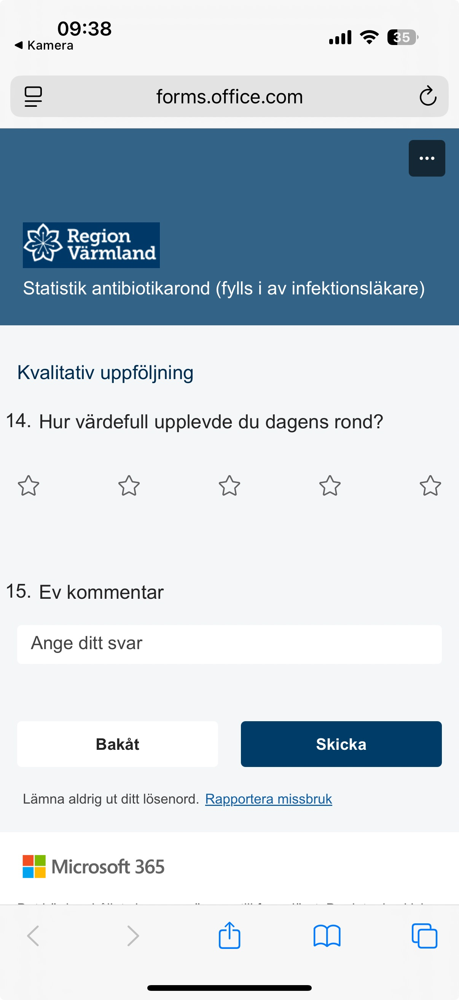 09:38
◀ Kamera
35
forms.office.com
Region
Värmland
Statistik antibiotikarond (fylls i av infektionsläkare)
Kvalitativ uppföljning
14. Hur värdefull upplevde du dagens rond?
15. Ev kommentar
Ange ditt svar
Bakåt
Skicka
Lämna aldrig ut ditt lösenord. Rapportera missbruk
Microsoft 365